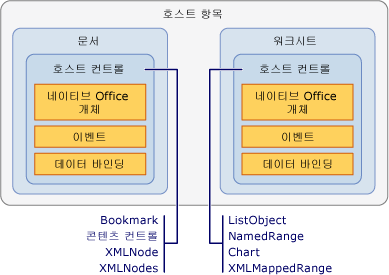 호스트 항목
문서
호스트 컨트롤
네이티브 Office
개체
이벤트
데이터 바인딩
워크시트
호스트 컨트롤
네이티브 Office
개체
이벤트
데이터 바인딩
Bookmark
콘텐츠 컨트롤
XMLNode
XMLNodes
ListObject
NamedRange
Chart
XMLMappedRange